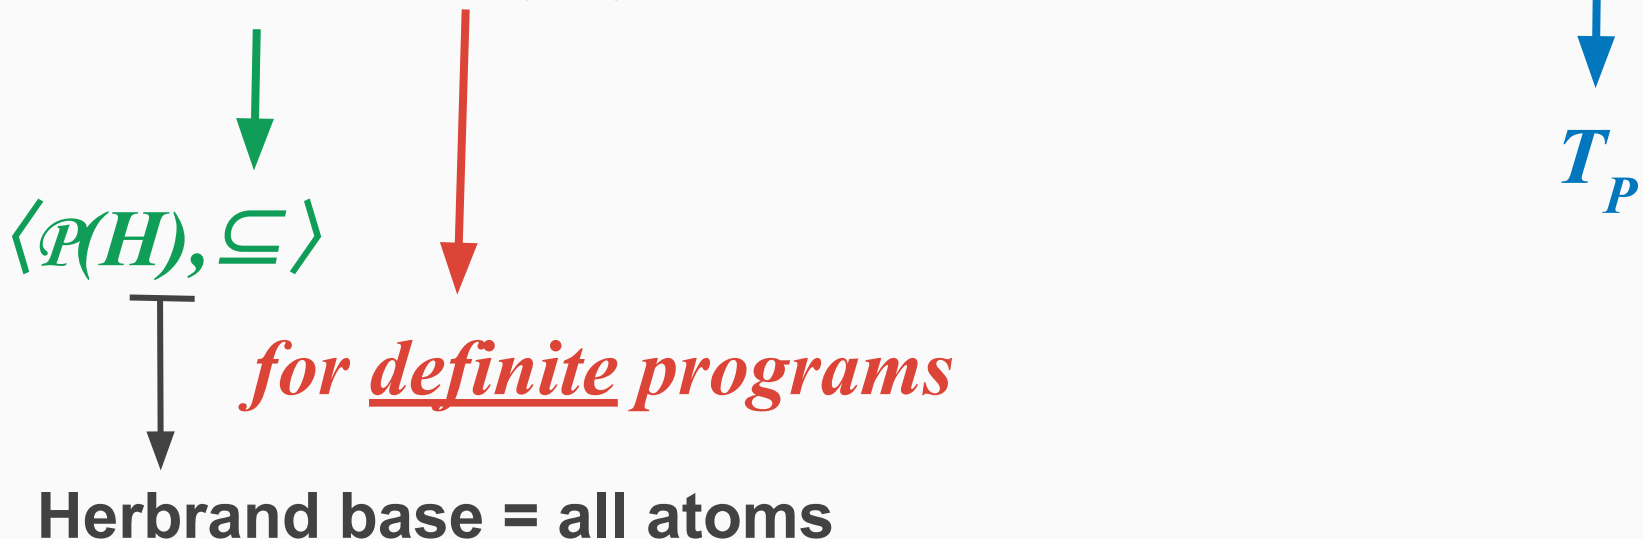 T_P
⟨𝒫(H), ⊆⟩
for definite programs
Herbrand base = all atoms